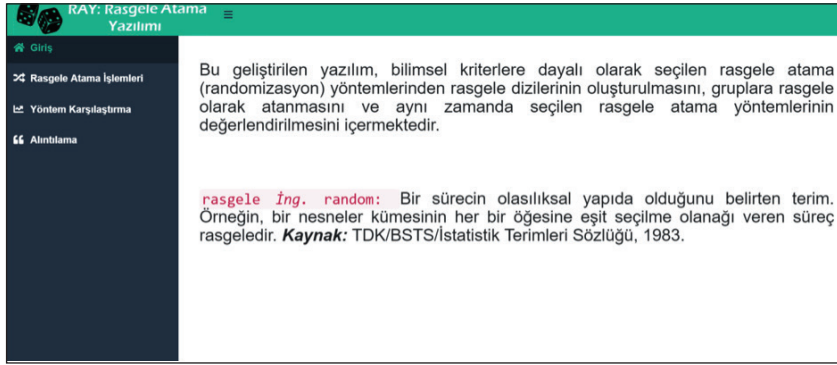 RAY: Rasgele Atama
Yazılımı
Giriş
Rasgele Atama İşlemleri
Yöntem Karşılaştırma
Alıntılama
Bu geliştirilen yazılım, bilimsel kriterlere dayalı olarak seçilen rasgele atama
(randomizasyon) yöntemlerinden rasgele dizilerinin oluşturulmasını, gruplara rasgele
olarak atanmasını ve aynı zamanda seçilen rasgele atama yöntemlerinin
değerlendirilmesini içermektedir.
rasgele İng. random: Bir sürecin olasılıksal yapıda olduğunu belirten terim.
Örneğin, bir nesneler kümesinin her bir öğesine eşit seçilme olanağı veren süreç
rasgeledir. Kaynak: TDK/BSTS/İstatistik Terimleri Sözlüğü, 1983.